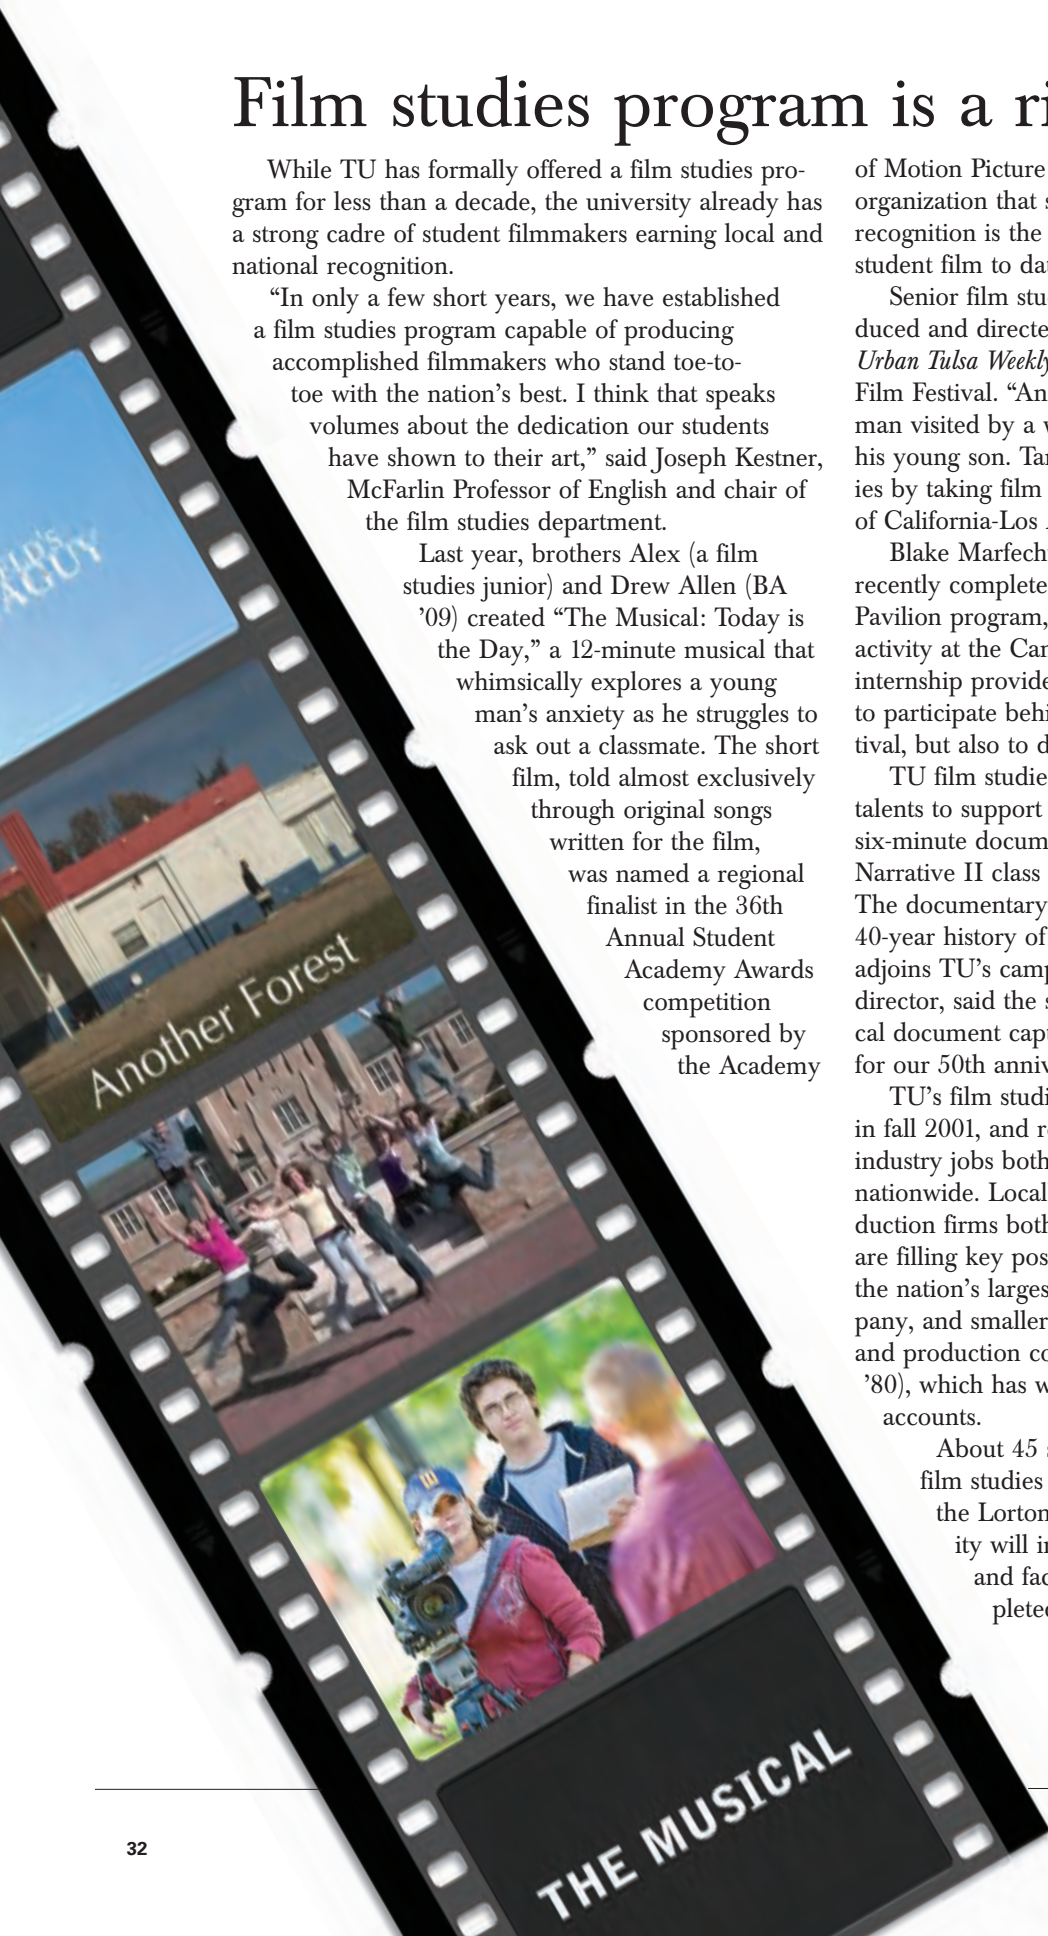 Film studies program is a ri
While TU has formally offered a film studies pro-
gram for less than a decade, the university already has
a strong cadre of student filmmakers earning local and
national recognition.
“In only a few short years, we have established
a film studies program capable of producing
accomplished filmmakers who stand toe-to-
toe with the nation’s best. I think that speaks
volumes about the dedication our students
have shown to their art,” said Joseph Kestner,
McFarlin Professor of English and chair of
the film studies department.
Last year, brothers Alex (a film
studies junior) and Drew Allen (BA
’09) created “The Musical: Today is
the Day,” a 12-minute musical that
whimsically explores a young
man’s anxiety as he struggles to
ask out a classmate. The short
film, told almost exclusively
through original songs
written for the film,
was named a regional
finalist in the 36th
Annual Student
Academy Awards
competition
sponsored by
the Academy
of Motion Picture
organization that s
recognition is the
student film to da
Senior film stu
duced and directe
Urban Tulsa Weekly
Film Festival. “An
man visited by a w
his young son. Tar
ies by taking film
of California-Los
Blake Marfech
recently complete
Pavilion program,
activity at the Can
internship provide
to participate behi
tival, but also to d
TU film studie
talents to support
six-minute docum
Narrative II class
The documentary
40-year history of
adjoins TU’s camp
director, said the s
cal document capt
for our 50th anniv
TU’s film studi
in fall 2001, and r
industry jobs both
nationwide. Local
duction firms both
are filling key pos
the nation’s larges
pany, and smaller
and production co
’80), which has w
accounts.
About 45 s
film studies
the Lorton
ity will in
and fac
pleted
AGUY
Another Forest
THE MUSICAL
32